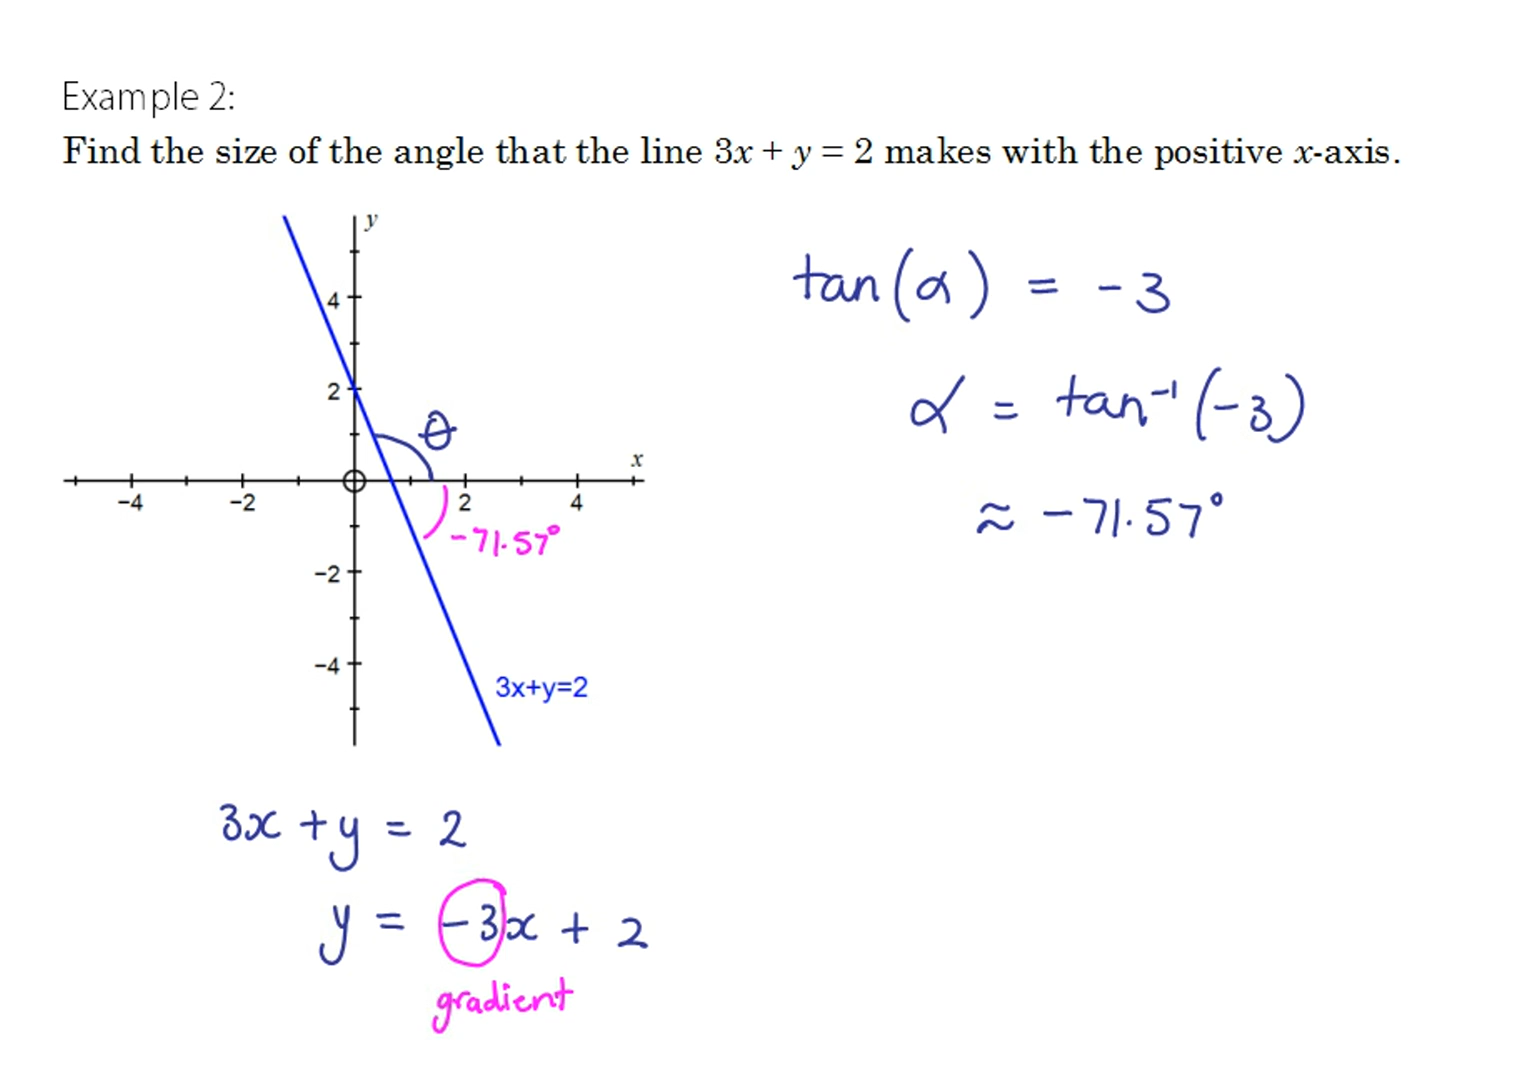 Example 2:
Find the size of the angle that the line 3x + y = 2 makes with the positive x-axis.
y
4
2
θ
x
−4
−2
2
4
−71.57°
−2
−4
3x+y=2
tan(α) = −3
α = tan⁻¹(−3)
≈ −71.57°
3x + y = 2
y = −3x + 2
gradient